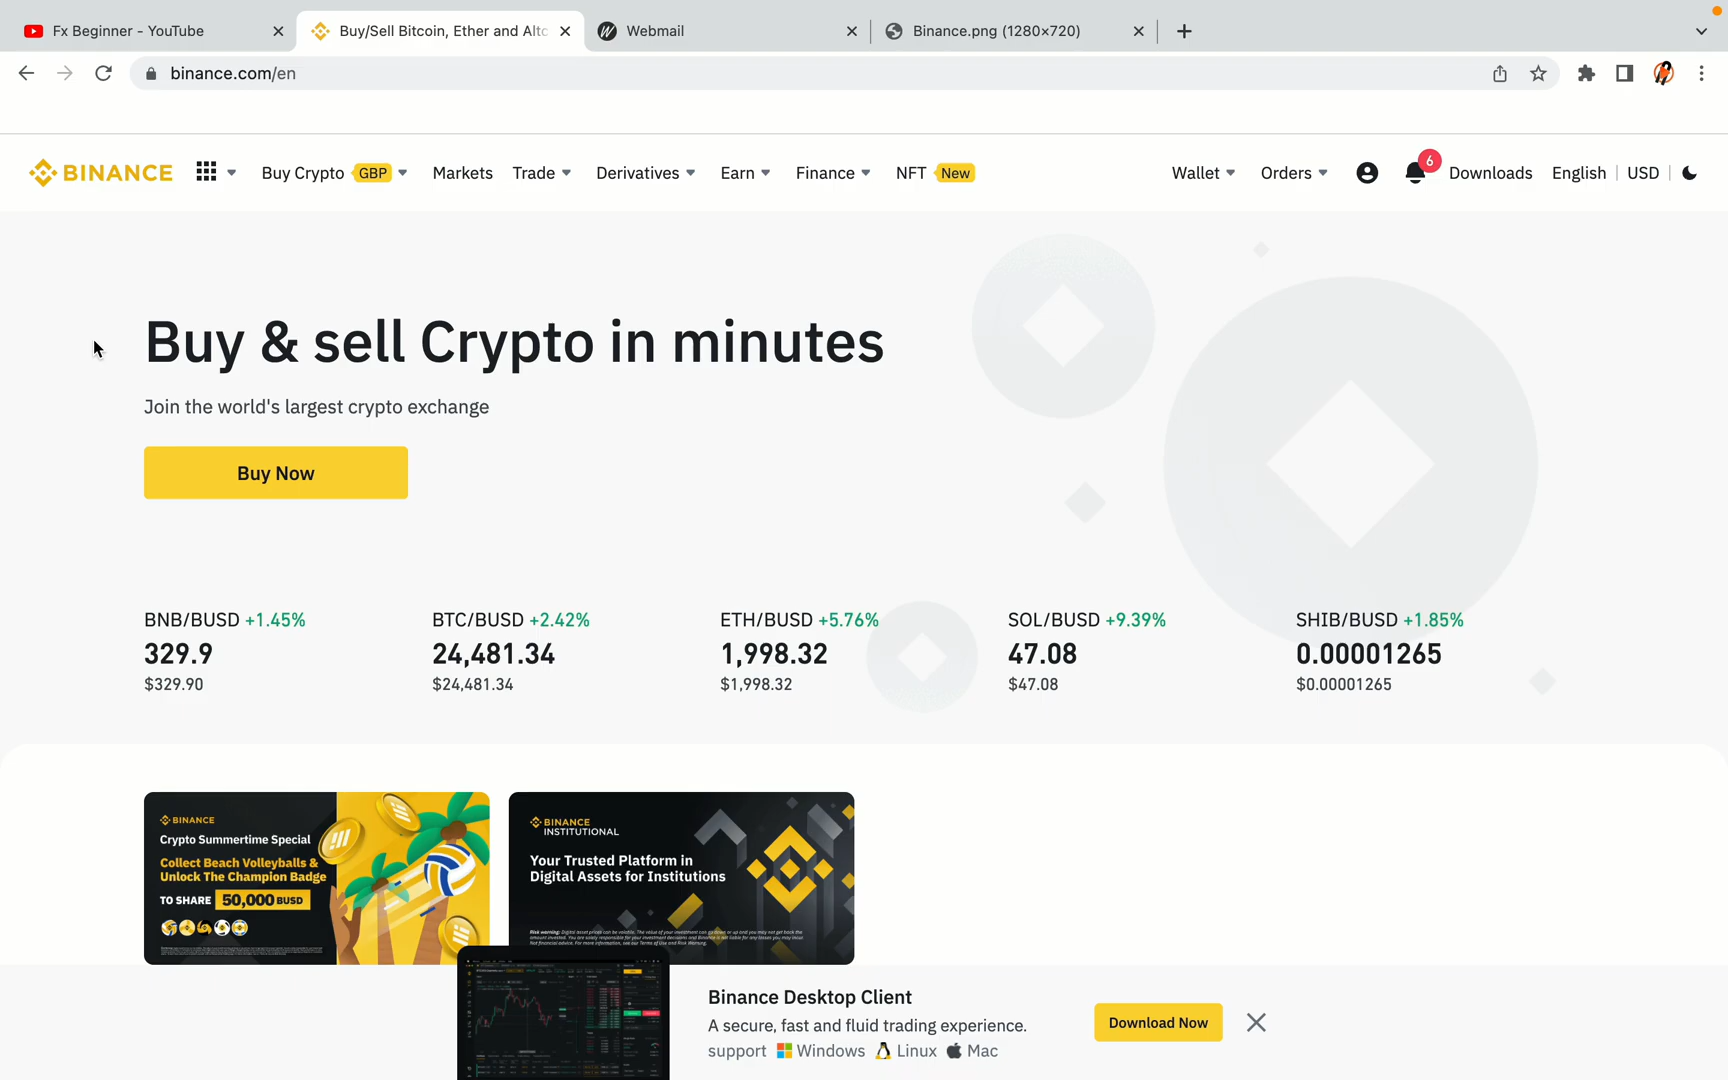 Fx Beginner - YouTube
Buy/Sell Bitcoin, Ether and Altc
Webmail
Binance.png (1280×720)
binance.com/en
BINANCE
Buy Crypto GBP
Markets
Trade
Derivatives
Earn
Finance
NFT New
Wallet
Orders
6
Downloads
English
USD
Buy & sell Crypto in minutes
Join the world's largest crypto exchange
Buy Now
BNB/BUSD +1.45%
329.9
$329.90
BTC/BUSD +2.42%
24,481.34
$24,481.34
ETH/BUSD +5.76%
1,998.32
$1,998.32
SOL/BUSD +9.39%
47.08
$47.08
SHIB/BUSD +1.85%
0.00001265
$0.00001265
BINANCE
Crypto Summertime Special
Collect Beach Volleyballs &
Unlock The Champion Badge
TO SHARE 50,000 BUSD
BINANCE
INSTITUTIONAL
Your Trusted Platform in
Digital Assets for Institutions
Binance Desktop Client
A secure, fast and fluid trading experience.
support Windows Linux Mac
Download Now